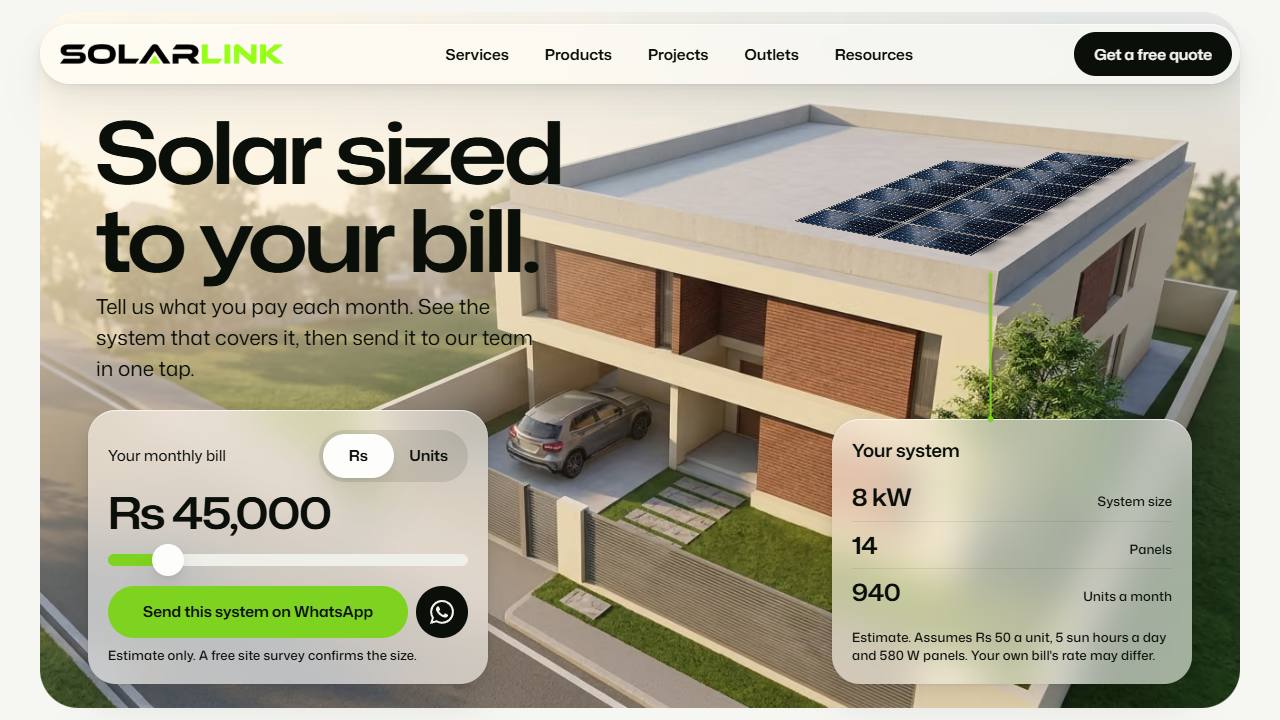 SOLARLINK
Services
Products
Projects
Outlets
Resources
Get a free quote
Solar sized
to your bill.
Tell us what you pay each month. See the
system that covers it, then send it to our team
in one tap.
Your monthly bill
Rs
Units
Rs 45,000
Send this system on WhatsApp
Estimate only. A free site survey confirms the size.
Your system
8 kW
System size
14
Panels
940
Units a month
Estimate. Assumes Rs 50 a unit, 5 sun hours a day
and 580 W panels. Your own bill's rate may differ.